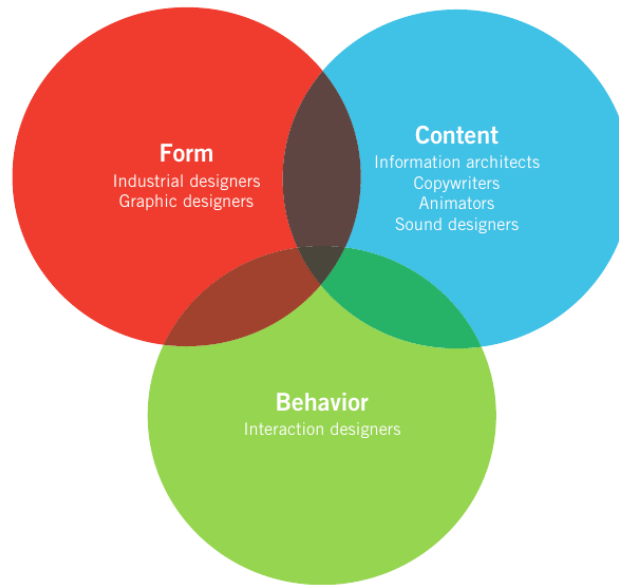 Form
Industrial designers
Graphic designers
Content
Information architects
Copywriters
Animators
Sound designers
Behavior
Interaction designers